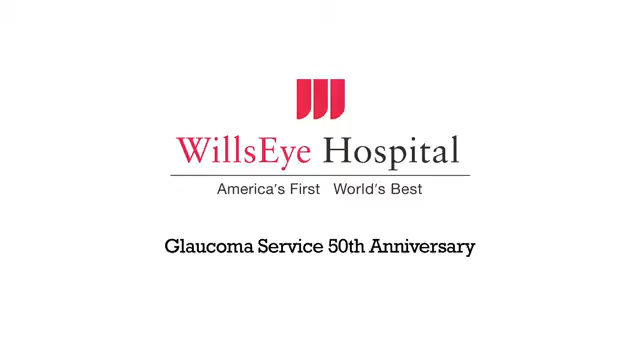 WillsEye Hospital
America's First World's Best
Glaucoma Service 50th Anniversary